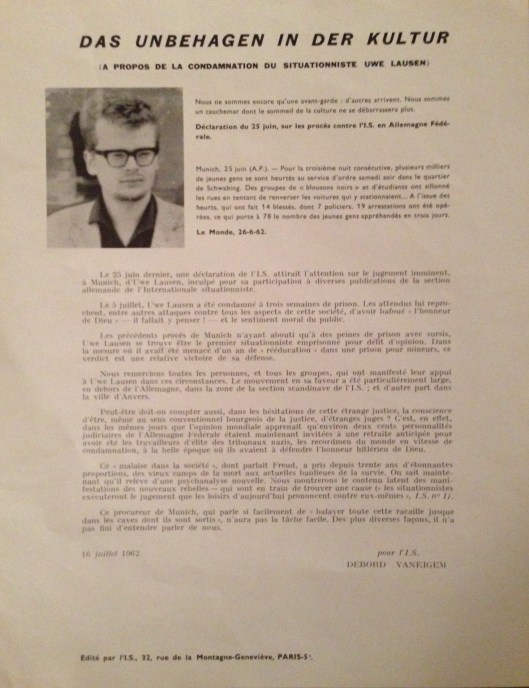 DAS UNBEHAGEN IN DER KULTUR
(A PROPOS DE LA CONDAMNATION DU SITUATIONNISTE UWE LAUSEN)
Nous ne sommes encore qu'une avant-garde : d'autres arrivent. Nous sommes
un cauchemar dont le sommeil de la culture ne se débarrassera plus.
Déclaration du 25 juin, sur les procès contre l'I.S. en Allemagne Fédé-
rale.
Munich, 25 juin (A.P.). — Pour la troisième nuit consécutive, plusieurs milliers
de jeunes gens se sont heurtés au service d'ordre samedi soir dans le quartier
de Schwabing. Des groupes de « blousons noirs » et d'étudiants ont sillonné
les rues en tentant de renverser les voitures qui y stationnaient... A l'issue des
heurts, qui ont fait 14 blessés, dont 7 policiers, 19 arrestations ont été opé-
rées, ce qui porte à 78 le nombre des jeunes gens appréhendés en trois jours.
Le Monde, 26-6-62.
Le 25 juin dernier, une déclaration de l'I.S. attirait l'attention sur le jugement imminent,
à Munich, d'Uwe Lausen, inculpé pour sa participation à diverses publications de la section
allemande de l'Internationale situationniste.
Le 5 juillet, Uwe Lausen a été condamné à trois semaines de prison. Les attendus lui repro-
chent, entre autres attaques contre tous les aspects de cette société, d'avoir bafoué « l'honneur
de Dieu » — il fallait y penser ! — et le sentiment moral du public.
Les précédents procès de Munich n'ayant abouti qu'à des peines de prison avec sursis,
Uwe Lausen se trouve être le premier situationniste emprisonné pour délit d'opinion. Dans
la mesure où il avait été menacé d'un an de « rééducation » dans une prison pour mineurs, ce
verdict est une relative victoire de sa défense.
Nous remercions toutes les personnes, et tous les groupes, qui ont manifesté leur appui
à Uwe Lausen dans ces circonstances. Le mouvement en sa faveur a été particulièrement large,
en dehors de l'Allemagne, dans la zone de la section scandinave de l'I.S. ; et d'autre part dans
la ville d'Anvers.
Peut-être doit-on compter aussi, dans les hésitations de cette étrange justice, la conscience
d'être, même au sens conventionnel bourgeois de la justice, d'étranges juges ? C'est, en effet,
dans les mêmes jours que l'opinion mondiale apprenait qu'environ deux cents personnalités
judiciaires de l'Allemagne Fédérale étaient maintenant invitées à une retraite anticipée pour
avoir été les travailleurs d'élite des tribunaux nazis, les recordmen du monde en vitesse de
condamnation, à la belle époque où ils avaient à défendre l'honneur hitlérien de Dieu.
Ce « malaise dans la société », dont parlait Freud, a pris depuis trente ans d'étonnantes
proportions, des vieux camps de la mort aux actuelles banlieues de la survie. On sait mainte-
nant qu'il relève d'une psychanalyse nouvelle. Nous montrerons le contenu latent des mani-
festations des nouveaux rebelles — qui sont en train de trouver une cause (« les situationnistes
exécuteront le jugement que les loisirs d'aujourd'hui prononcent contre eux-mêmes », I.S. n° 1).
Ce procureur de Munich, qui parle si facilement de « balayer toute cette racaille jusque
dans les caves dont ils sont sortis », n'aura pas la tâche facile. Des plus diverses façons, il n'a
pas fini d'entendre parler de nous.
16 juillet 1962
pour l'I.S.
DEBORD VANEIGEM
Edité par l'I.S., 32, rue de la Montagne-Geneviève, PARIS-5e.